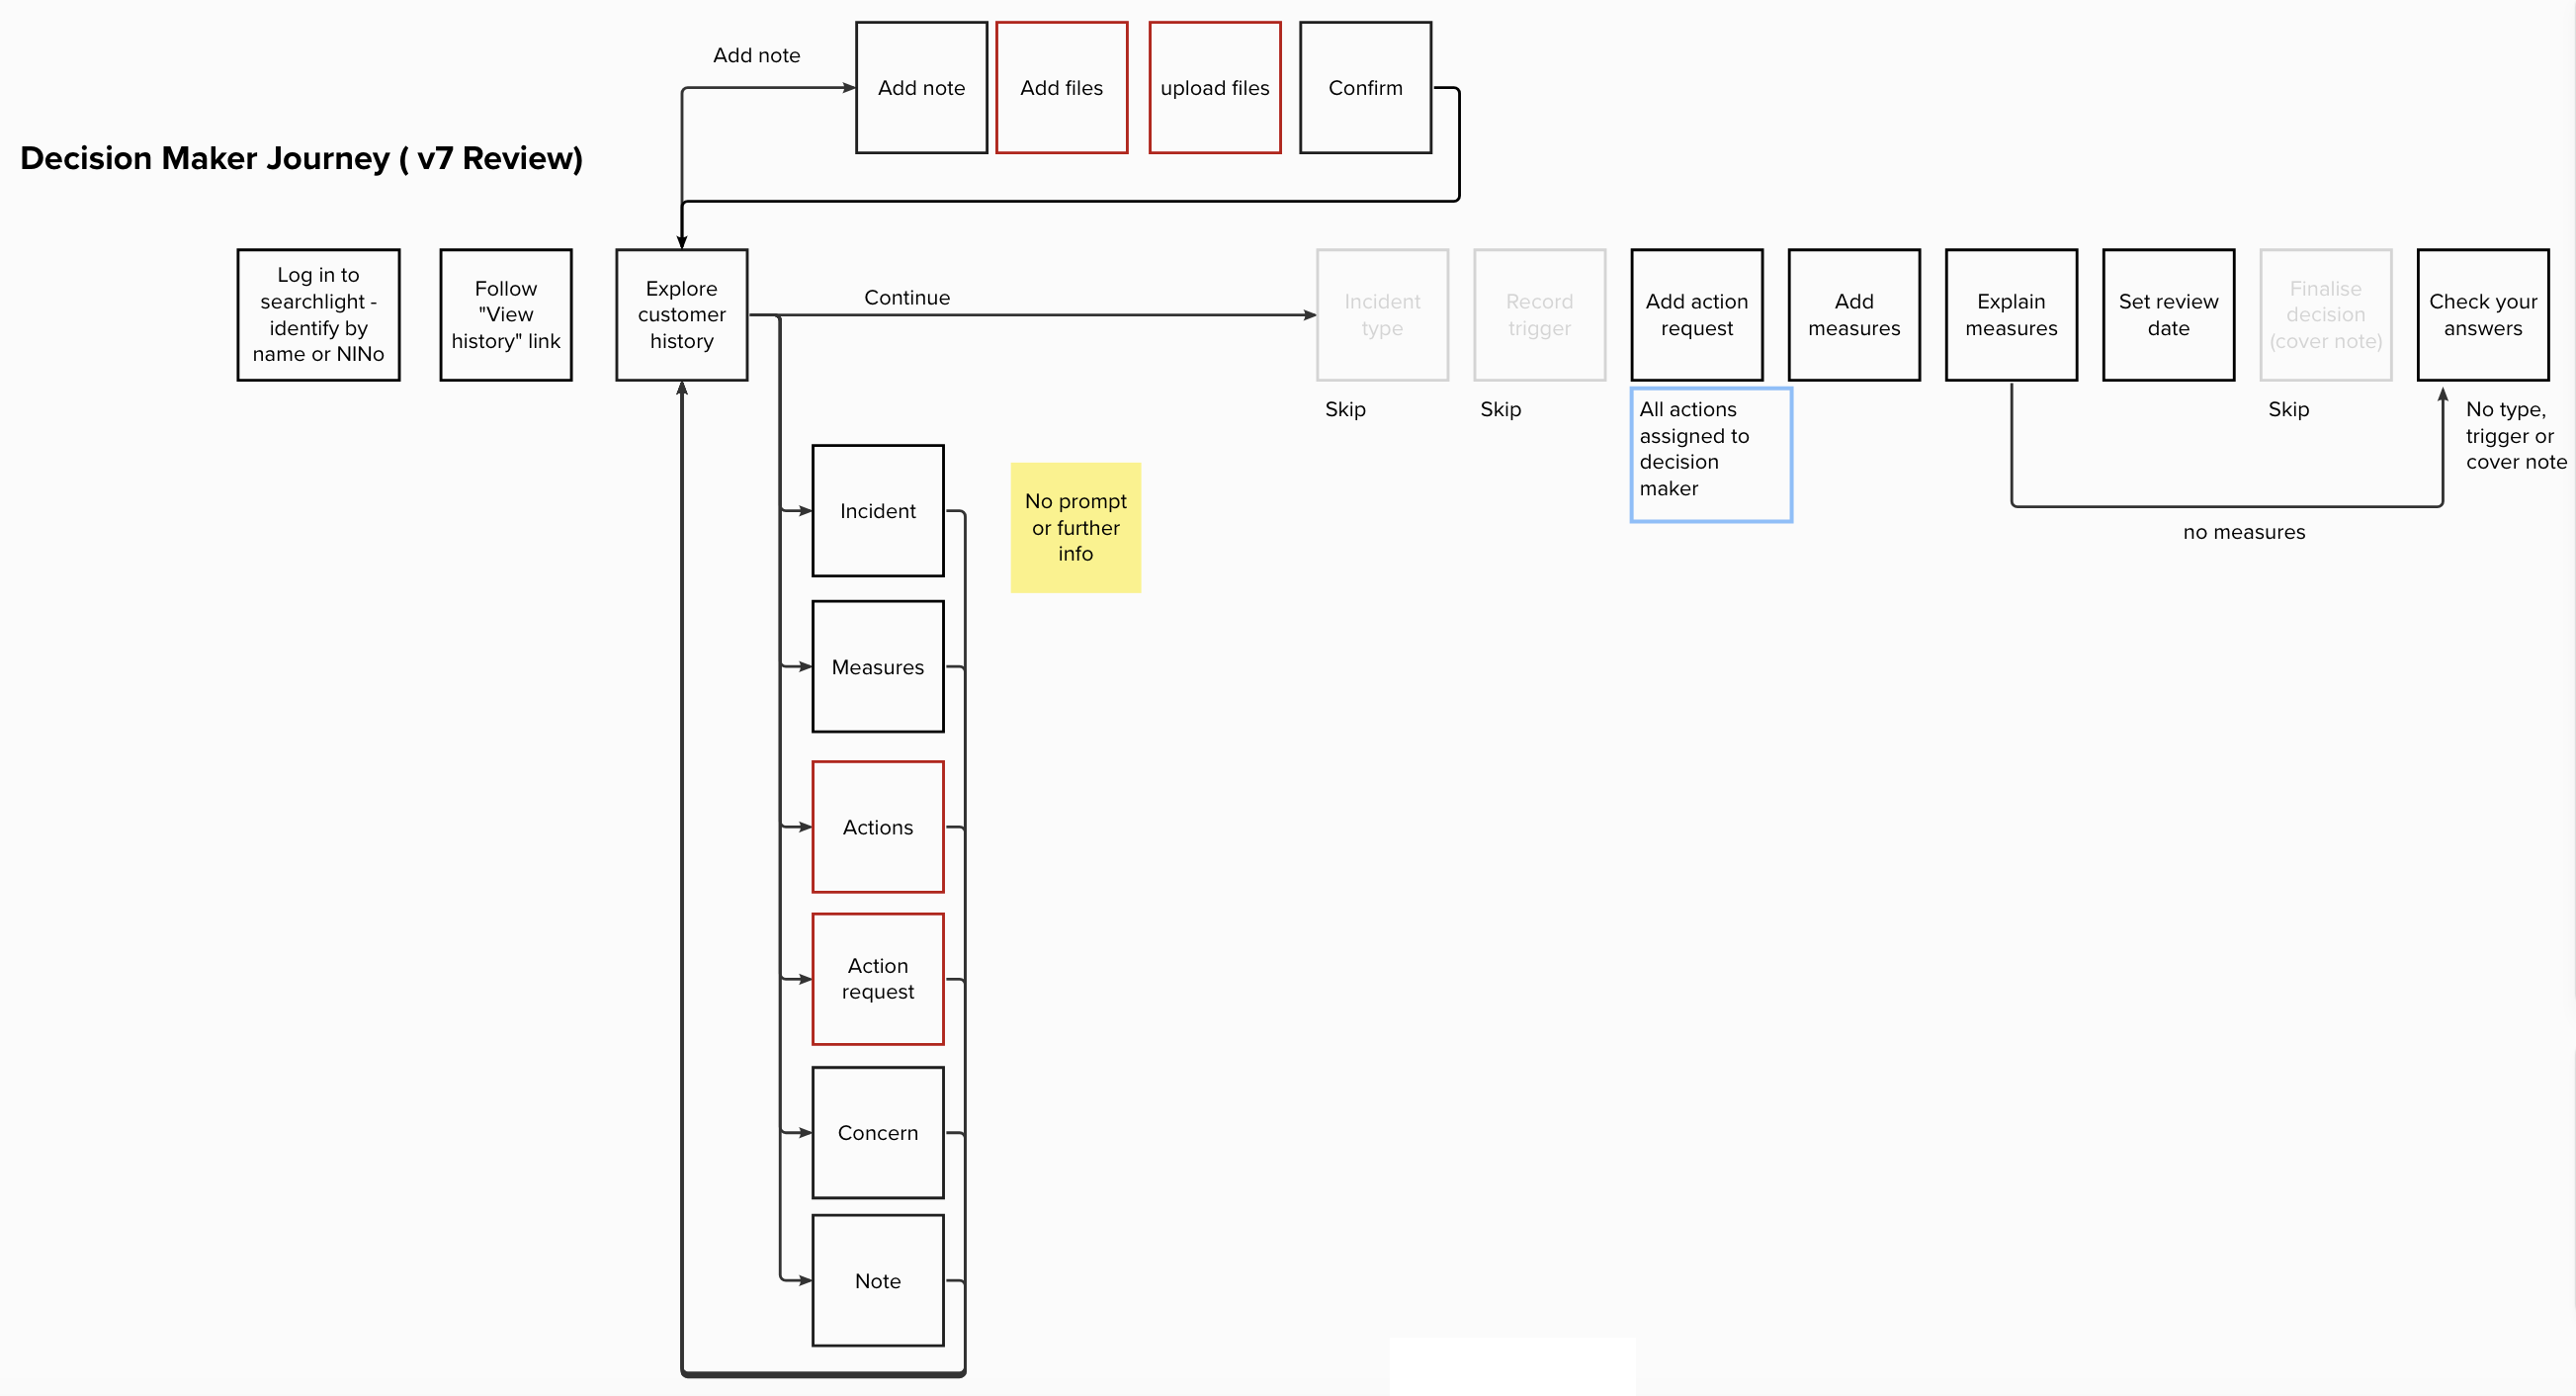 Add note
Add note
Add files
upload files
Confirm
Decision Maker Journey ( v7 Review)
Log in to
searchlight -
identify by
name or NINo
Follow
"View
history" link
Explore
customer
history
Continue
Incident
type
Record
trigger
Add action
request
Add
measures
Explain
measures
Set review
date
Finalise
decision
(cover note)
Check your
answers
Skip
Skip
All actions
assigned to
decision
maker
Skip
No type,
trigger or
cover note
no measures
Incident
No prompt
or further
info
Measures
Actions
Action
request
Concern
Note